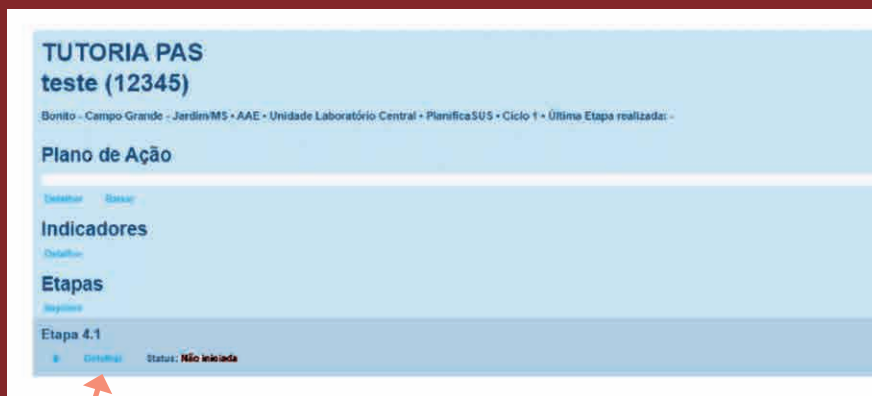 TUTORIA PAS
teste (12345)
Bonito - Campo Grande - Jardim/MS • AAE • Unidade Laboratório Central • PlanificaSUS • Ciclo 1 • Última Etapa realizada: -
Plano de Ação
Detalhar Baixar
Indicadores
Detalhar
Etapas
Etapa 4.1
Detalhar Status: Não iniciada